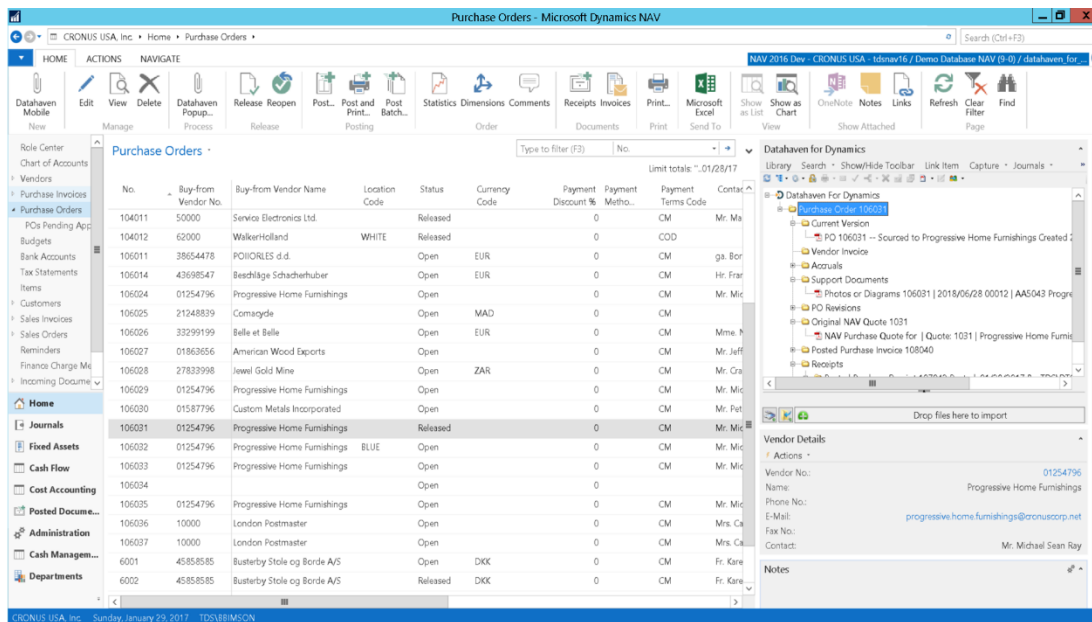 Purchase Orders - Microsoft Dynamics NAV
CRONUS USA, Inc. Home Purchase Orders
Search (Ctrl+F3)
HOME ACTIONS NAVIGATE
NAV 2016 Dev - CRONUS USA - tdsnav16 / Demo Database NAV (9-0) / datahaven_for_...
Datahaven Mobile
Edit
View
Delete
Datahaven Popup...
Release
Reopen
Post...
Post and Print...
Post Batch...
Statistics
Dimensions
Comments
Receipts
Invoices
Print...
Microsoft Excel
Show as List
Show as Chart
OneNote
Notes
Links
Refresh
Clear Filter
Find
New Manage Process Release Posting Order Documents Print Send To View Show Attached Page
Role Center
Chart of Accounts
Vendors
Purchase Invoices
Purchase Orders
POs Pending App
Budgets
Bank Accounts
Tax Statements
Items
Customers
Sales Invoices
Sales Orders
Reminders
Finance Charge Me
Incoming Docume
Home
Journals
Fixed Assets
Cash Flow
Cost Accounting
Posted Docume...
Administration
Cash Managem...
Departments
Purchase Orders
Type to filter (F3) No.
Limit totals: ''..01/28/17
No. Buy-from Vendor No. Buy-from Vendor Name Location Code Status Currency Code Payment Discount % Payment Metho... Payment Terms Code Contac
104011 50000 Service Electronics Ltd. Released 0 CM Mr. Ma
104012 62000 WalkerHolland WHITE Released 0 COD
106011 38654478 POIIORLES d.d. Open EUR 0 CM ga. Bor
106014 43698547 Beschläge Schacherhuber Open EUR 0 CM Hr. Fran
106024 01254796 Progressive Home Furnishings Open 0 CM Mr. Mic
106025 21248839 Comacycle Open MAD 0 CM
106026 33299199 Belle et Belle Open EUR 0 CM Mme. N
106027 01863656 American Wood Exports Open 0 CM Mr. Jeff
106028 27833998 Jewel Gold Mine Open ZAR 0 CM Mr. Cra
106029 01254796 Progressive Home Furnishings Open 0 CM Mr. Mic
106030 01587796 Custom Metals Incorporated Open 0 CM Mr. Pet
106031 01254796 Progressive Home Furnishings Released 0 CM Mr. Mic
106032 01254796 Progressive Home Furnishings BLUE Open 0 CM Mr. Mic
106033 01254796 Progressive Home Furnishings Open 0 CM Mr. Mic
106034 Open 0
106035 01254796 Progressive Home Furnishings Open 0 CM Mr. Mic
106036 10000 London Postmaster Open 0 CM Mrs. Ca
106037 10000 London Postmaster Open 0 CM Mrs. Ca
6001 45858585 Busterby Stole og Borde A/S Open DKK 0 CM Fr. Kare
6002 45858585 Busterby Stole og Borde A/S Released DKK 0 CM Fr. Kare
Datahaven for Dynamics
Library Search Show/Hide Toolbar Link Item Capture Journals
Datahaven For Dynamics
Purchase Order 106031
Current Version
PO 106031 -- Sourced to Progressive Home Furnishings Created 2
Vendor Invoice
Accruals
Support Documents
Photos or Diagrams 106031 | 2018/06/28 00012 | AA5043 Progre
PO Revisions
Original NAV Quote 1031
NAV Purchase Quote for | Quote: 1031 | Progressive Home Furnis
Posted Purchase Invoice 108040
Receipts
Drop files here to import
Vendor Details
Actions
Vendor No.: 01254796
Name: Progressive Home Furnishings
Phone No.:
E-Mail: progressive.home.furnishings@cronuscorp.net
Fax No.:
Contact: Mr. Michael Sean Ray
Notes
CRONUS USA, Inc. Sunday, January 29, 2017 TDS\BBIMSON